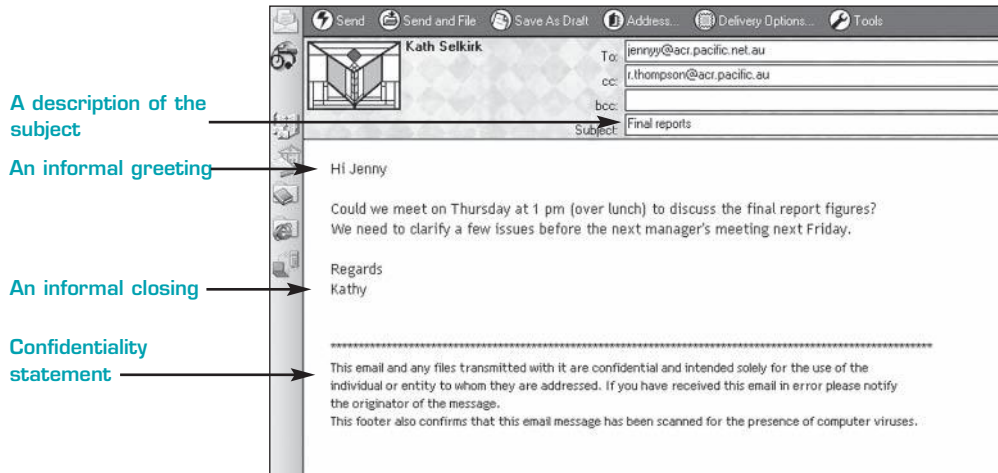 Send Send and File Save As Draft Address... Delivery Options... Tools
Kath Selkirk
To: jennyy@acr.pacific.net.au
cc: r.thompson@acr.pacific.au
bcc:
Subject: Final reports
A description of the
subject
An informal greeting
Hi Jenny
Could we meet on Thursday at 1 pm (over lunch) to discuss the final report figures?
We need to clarify a few issues before the next manager's meeting next Friday.
Regards
An informal closing
Kathy
Confidentiality
statement
******************************************************************************************
This email and any files transmitted with it are confidential and intended solely for the use of the
individual or entity to whom they are addressed. If you have received this email in error please notify
the originator of the message.
This footer also confirms that this email message has been scanned for the presence of computer viruses.